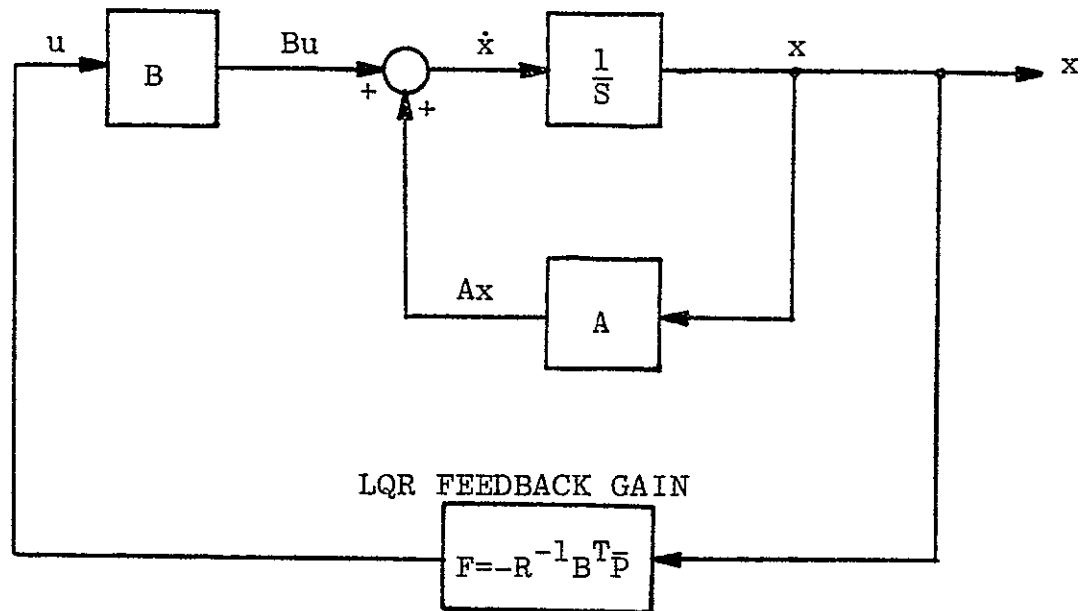 u
B
Bu
+
+
ẋ
1
S
x
x
Ax
A
LQR FEEDBACK GAIN
F=-R⁻¹BᵀP̅